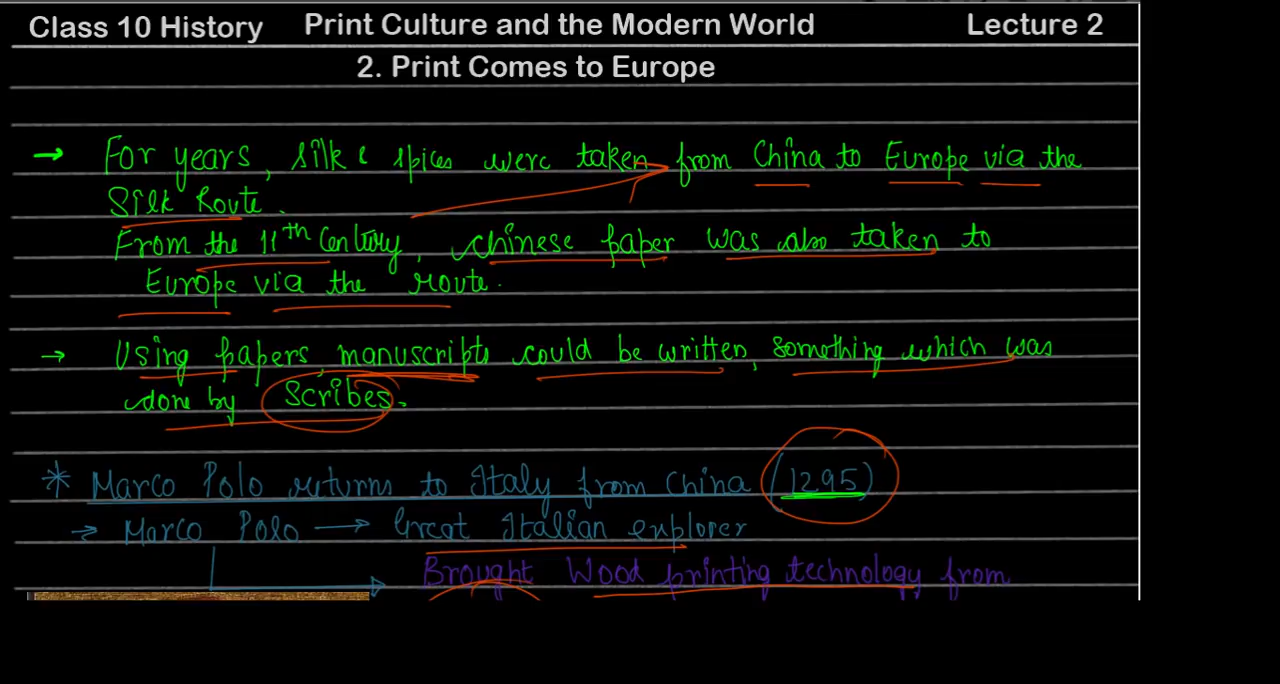 Class 10 History Print Culture and the Modern World Lecture 2
2. Print Comes to Europe
→ For years, silk & spices were taken from China to Europe via the
Silk Route.
From the 11th Century, Chinese paper was also taken to
Europe via the route.
→ Using papers, manuscripts could be written, something which was
done by Scribes.
* Marco Polo returns to Italy from China (1295)
→ Marco Polo → Great Italian explorer
Brought Wood printing technology from